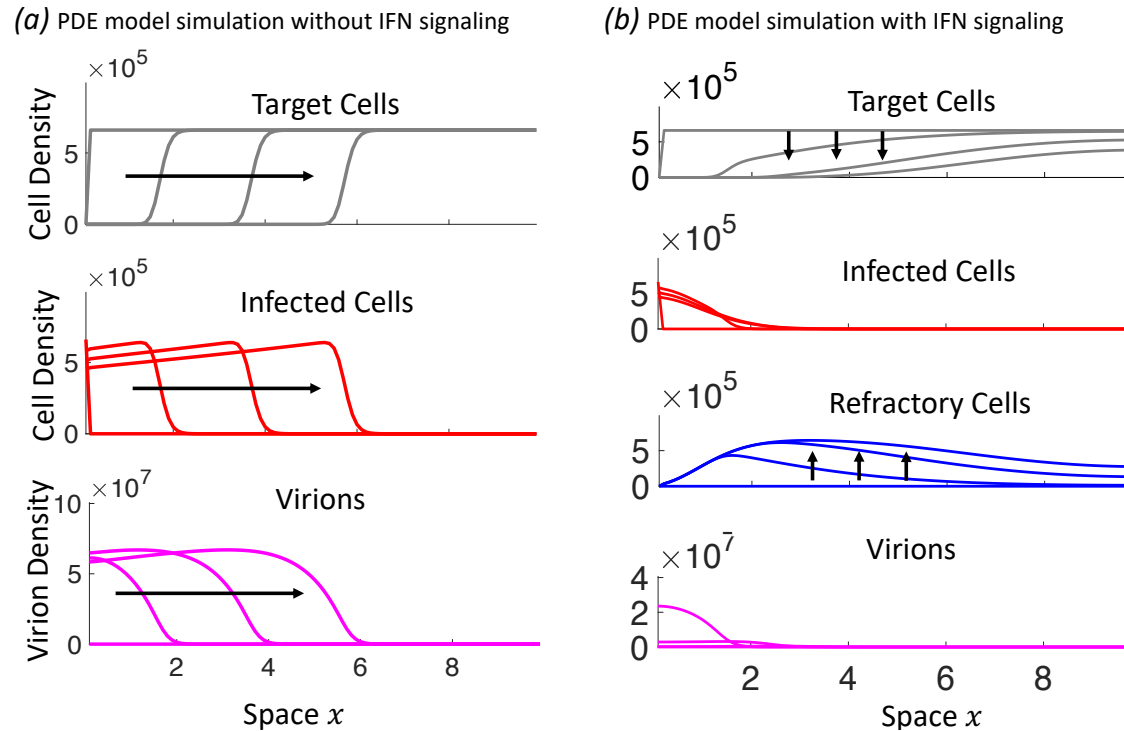 (a) PDE model simulation without IFN signaling
×10^5
Target Cells
Cell Density
5
0
×10^5
Infected Cells
Cell Density
5
0
×10^7
10
Virions
Virion Density
5
0
2 4 6 8
Space x
(b) PDE model simulation with IFN signaling
×10^5
Target Cells
5
0
×10^5
Infected Cells
5
0
×10^5
Refractory Cells
5
0
×10^7
Virions
4
2
0
2 4 6 8
Space x